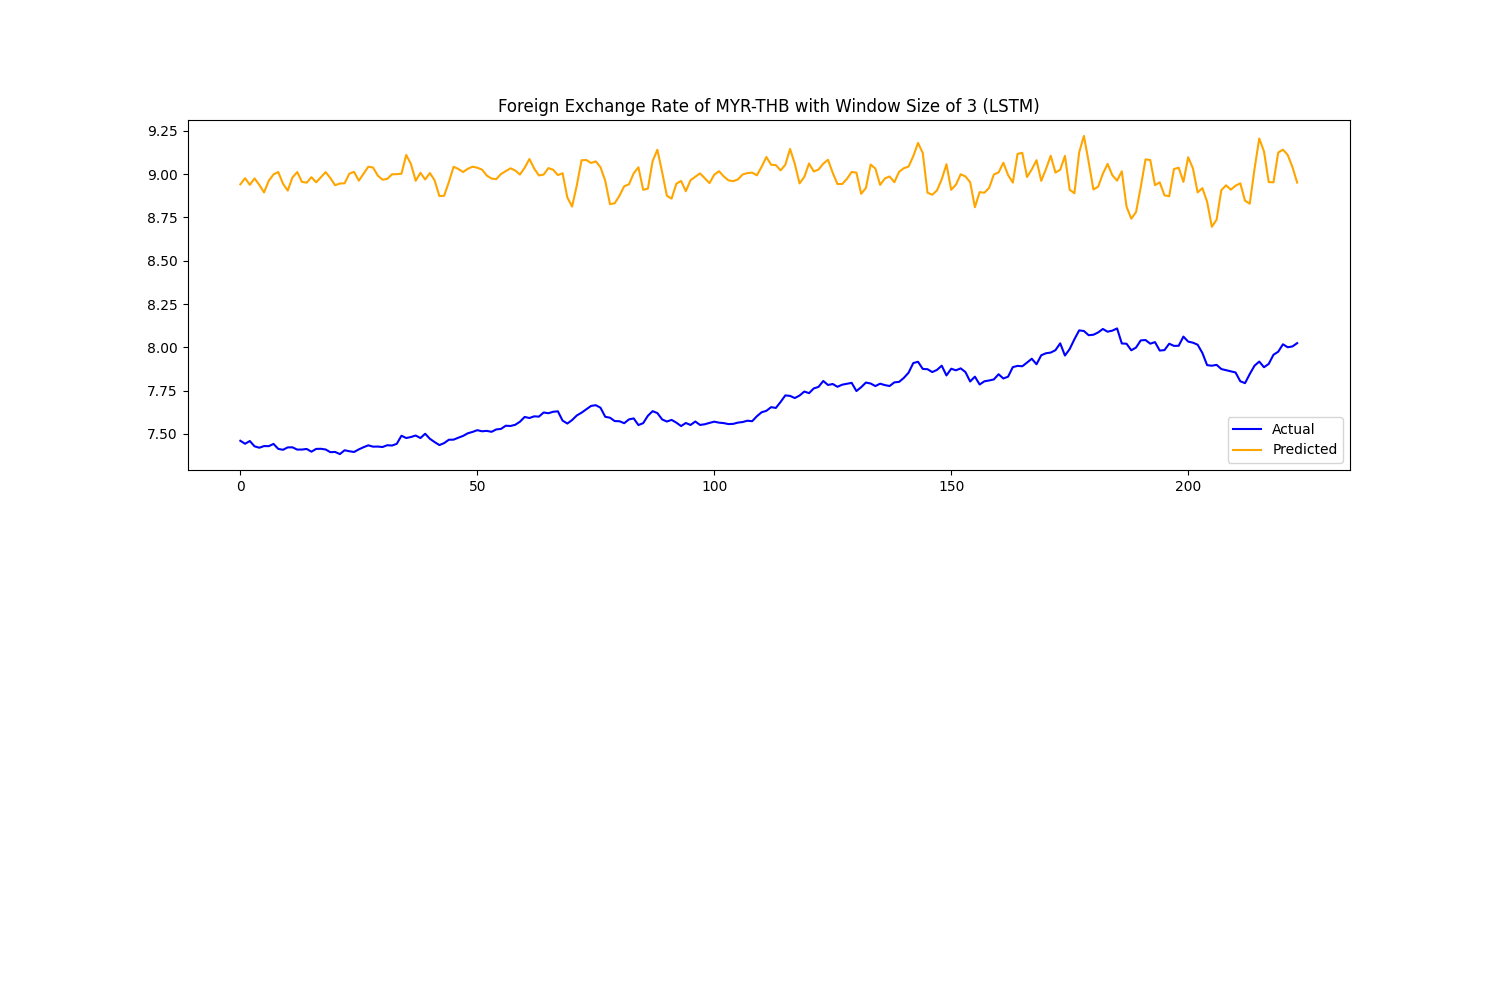 Foreign Exchange Rate of MYR-THB with Window Size of 3 (LSTM)
9.25
9.00
8.75
8.50
8.25
8.00
7.75
7.50
Actual
Predicted
0 50 100 150 200